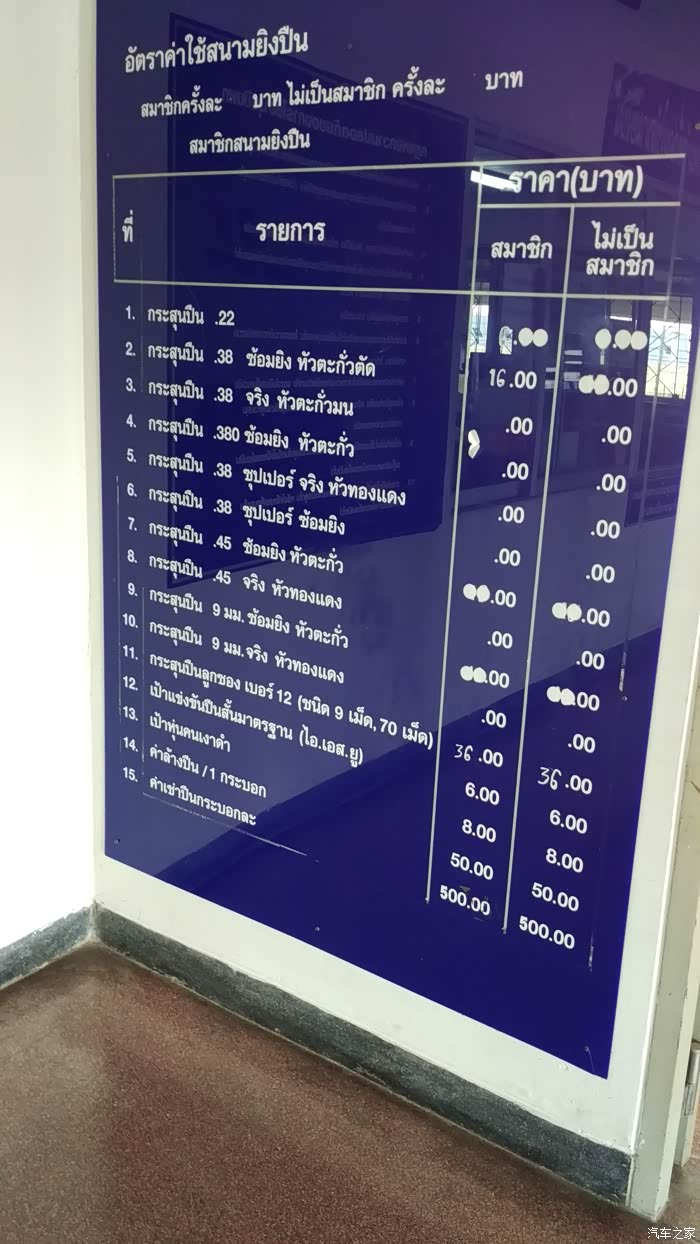 อัตราค่าใช้สนามยิงปืน
สมาชิกครั้งละ บาท ไม่เป็นสมาชิก ครั้งละ บาท
สมาชิกสนามยิงปืน
ที่ รายการ ราคา(บาท)
สมาชิก ไม่เป็นสมาชิก
1. กระสุนปืน .22 .00 .00
2. กระสุนปืน .38 ซ้อมยิง หัวตะกั่วตัด 16.00 .00
3. กระสุนปืน .38 จริง หัวตะกั่วมน .00 .00
4. กระสุนปืน .380 ซ้อมยิง หัวตะกั่ว .00 .00
5. กระสุนปืน .38 ซุปเปอร์ จริง หัวทองแดง .00 .00
6. กระสุนปืน .38 ซุปเปอร์ ซ้อมยิง .00 .00
7. กระสุนปืน .45 ซ้อมยิง หัวตะกั่ว .00 .00
8. กระสุนปืน .45 จริง หัวทองแดง .00 .00
9. กระสุนปืน 9 มม. ซ้อมยิง หัวตะกั่ว .00 .00
10. กระสุนปืน 9 มม. จริง หัวทองแดง .00 .00
11. กระสุนปืนลูกซอง เบอร์ 12 (ชนิด 9 เม็ด, 70 เม็ด) 36.00 36.00
12. เป้าแข่งขันปืนสั้นมาตรฐาน (ไอ.เอส.ยู) 6.00 6.00
13. เป้าหุ่นคนเงาดำ 8.00 8.00
14. ค่าล้างปืน / 1 กระบอก 50.00 50.00
15. ค่าเช่าปืนกระบอกละ 500.00 500.00
汽车之家